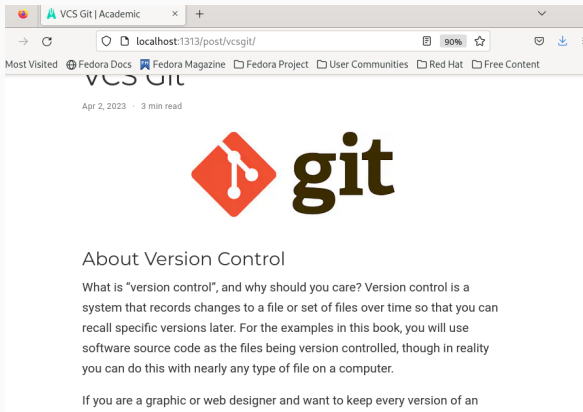 VCS Git | Academic × +
localhost:1313/post/vcsgit/ 90%
Most Visited Fedora Docs Fedora Magazine Fedora Project User Communities Red Hat Free Content
VCS Git
Apr 2, 2023 · 3 min read
git
About Version Control
What is “version control”, and why should you care? Version control is a
system that records changes to a file or set of files over time so that you can
recall specific versions later. For the examples in this book, you will use
software source code as the files being version controlled, though in reality
you can do this with nearly any type of file on a computer.
If you are a graphic or web designer and want to keep every version of an